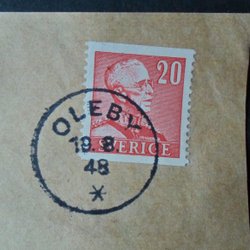 20
OLEBY
19.8.
48
*
SVERIGE